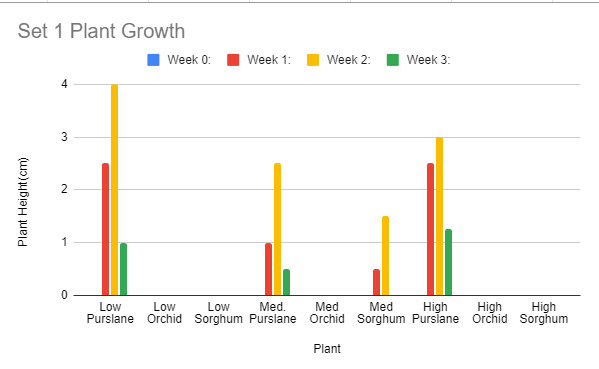 Set 1 Plant Growth
Week 0: Week 1: Week 2: Week 3:
4
3
2
1
0
Plant Height(cm)
Low Purslane
Low Orchid
Low Sorghum
Med. Purslane
Med Orchid
Med Sorghum
High Purslane
High Orchid
High Sorghum
Plant